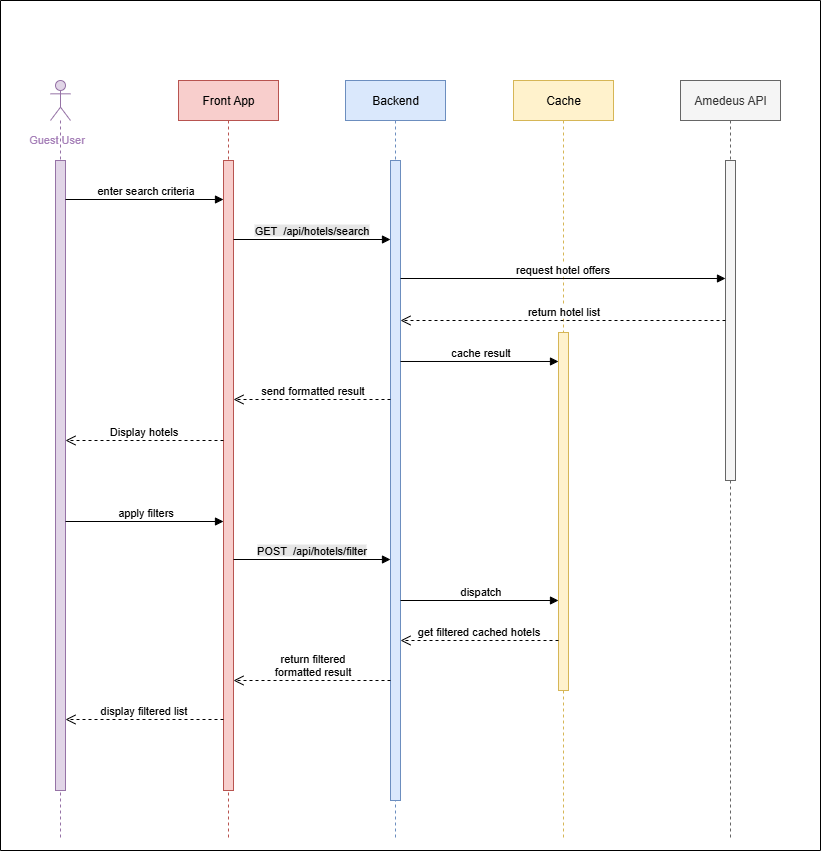 Front App
Backend
Cache
Amedeus API
Guest User
enter search criteria
GET /api/hotels/search
request hotel offers
return hotel list
cache result
send formatted result
Display hotels
apply filters
POST /api/hotels/filter
dispatch
get filtered cached hotels
return filtered
formatted result
display filtered list